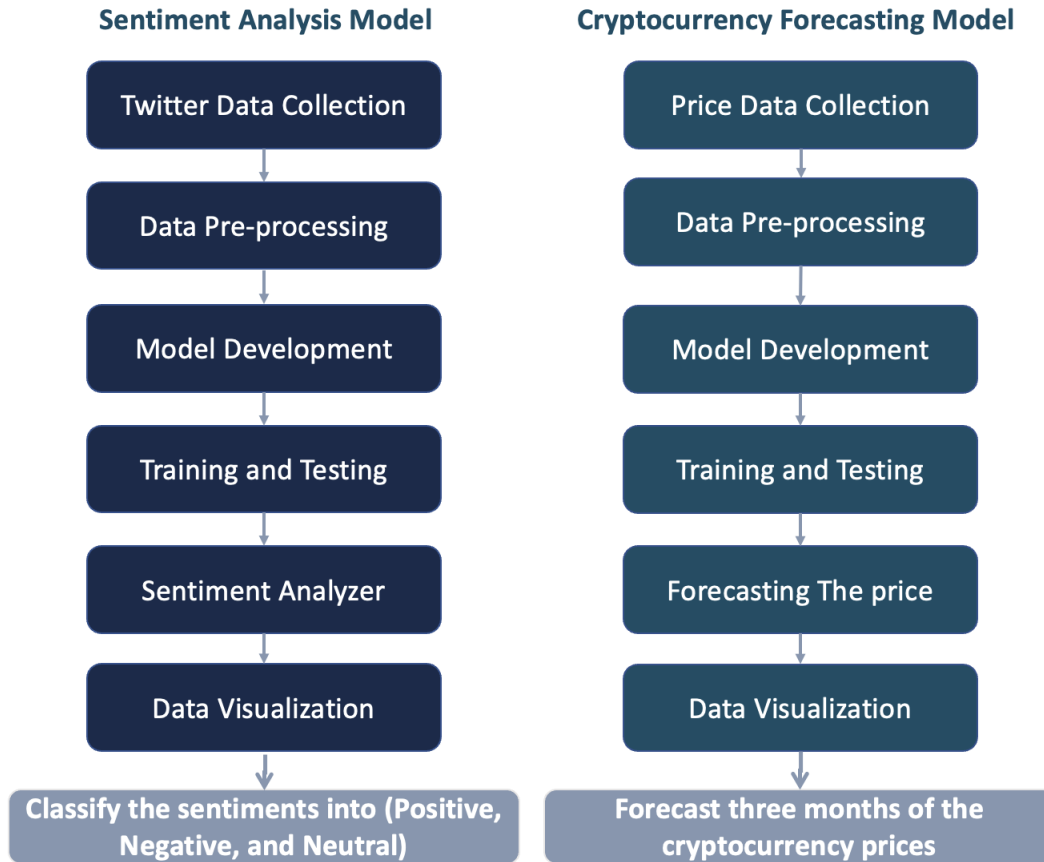 Sentiment Analysis Model
Twitter Data Collection
Data Pre-processing
Model Development
Training and Testing
Sentiment Analyzer
Data Visualization
Classify the sentiments into (Positive,
Negative, and Neutral)
Cryptocurrency Forecasting Model
Price Data Collection
Data Pre-processing
Model Development
Training and Testing
Forecasting The price
Data Visualization
Forecast three months of the
cryptocurrency prices